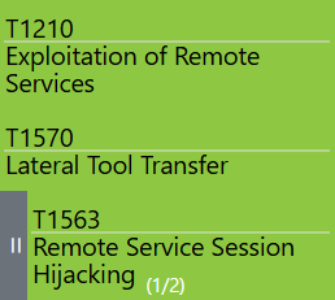 T1210
Exploitation of Remote
Services
T1570
Lateral Tool Transfer
T1563
Remote Service Session
Hijacking (1/2)